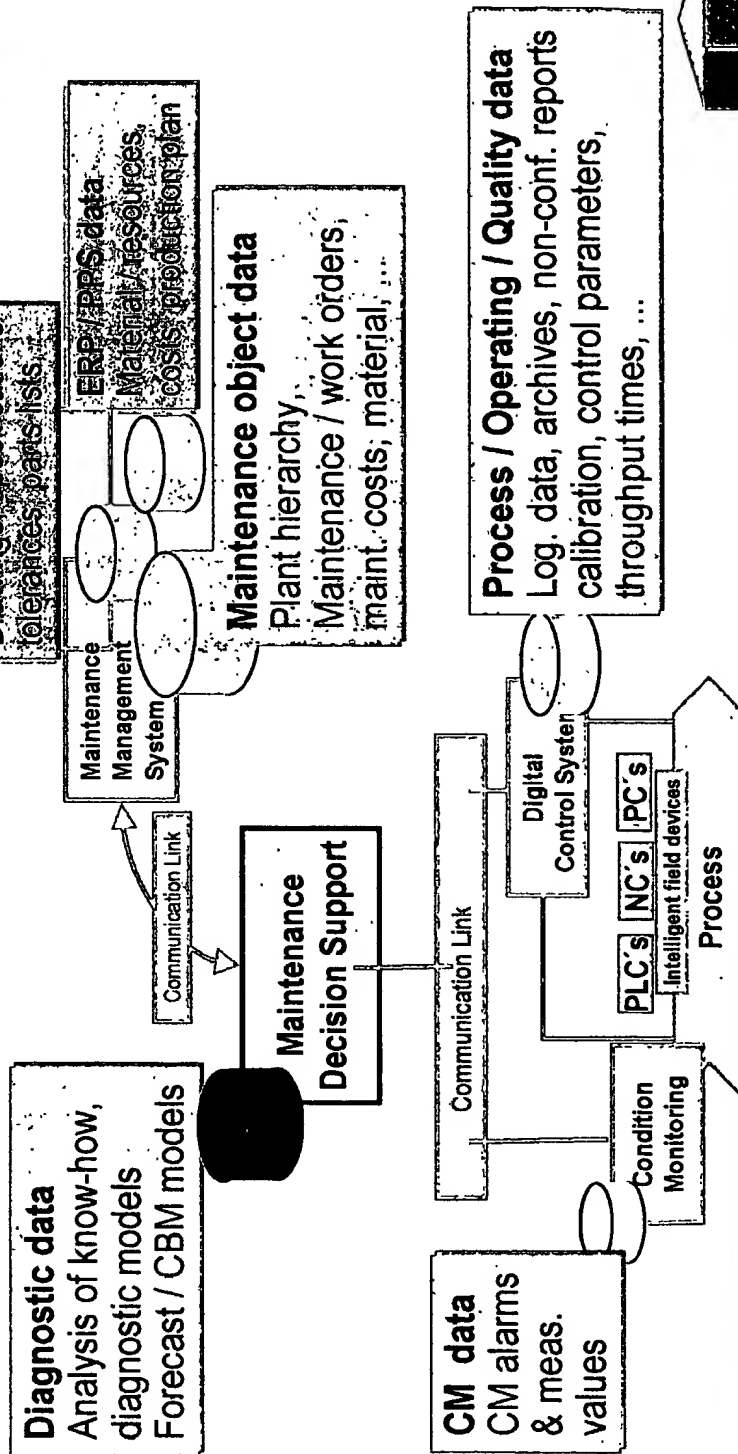 Diagnostic data
Analysis of know-how,
diagnostic models
Forecast / CBM models
tolerances, parts lists
ERP / PPS data
Material / resources,
costs, production plan
Maintenance
Management
System
Maintenance object data
Plant hierarchy,
Maintenance / work orders,
maint. costs, material, ...
Communication Link
Maintenance
Decision Support
Communication Link
CM data
CM alarms
& meas.
values
Condition
Monitoring
Digital
Control System
Process / Operating / Quality data
Log. data, archives, non-conf. reports
calibration, control parameters,
throughput times, ...
PLC´s NC´s PC´s
Intelligent field devices
Process